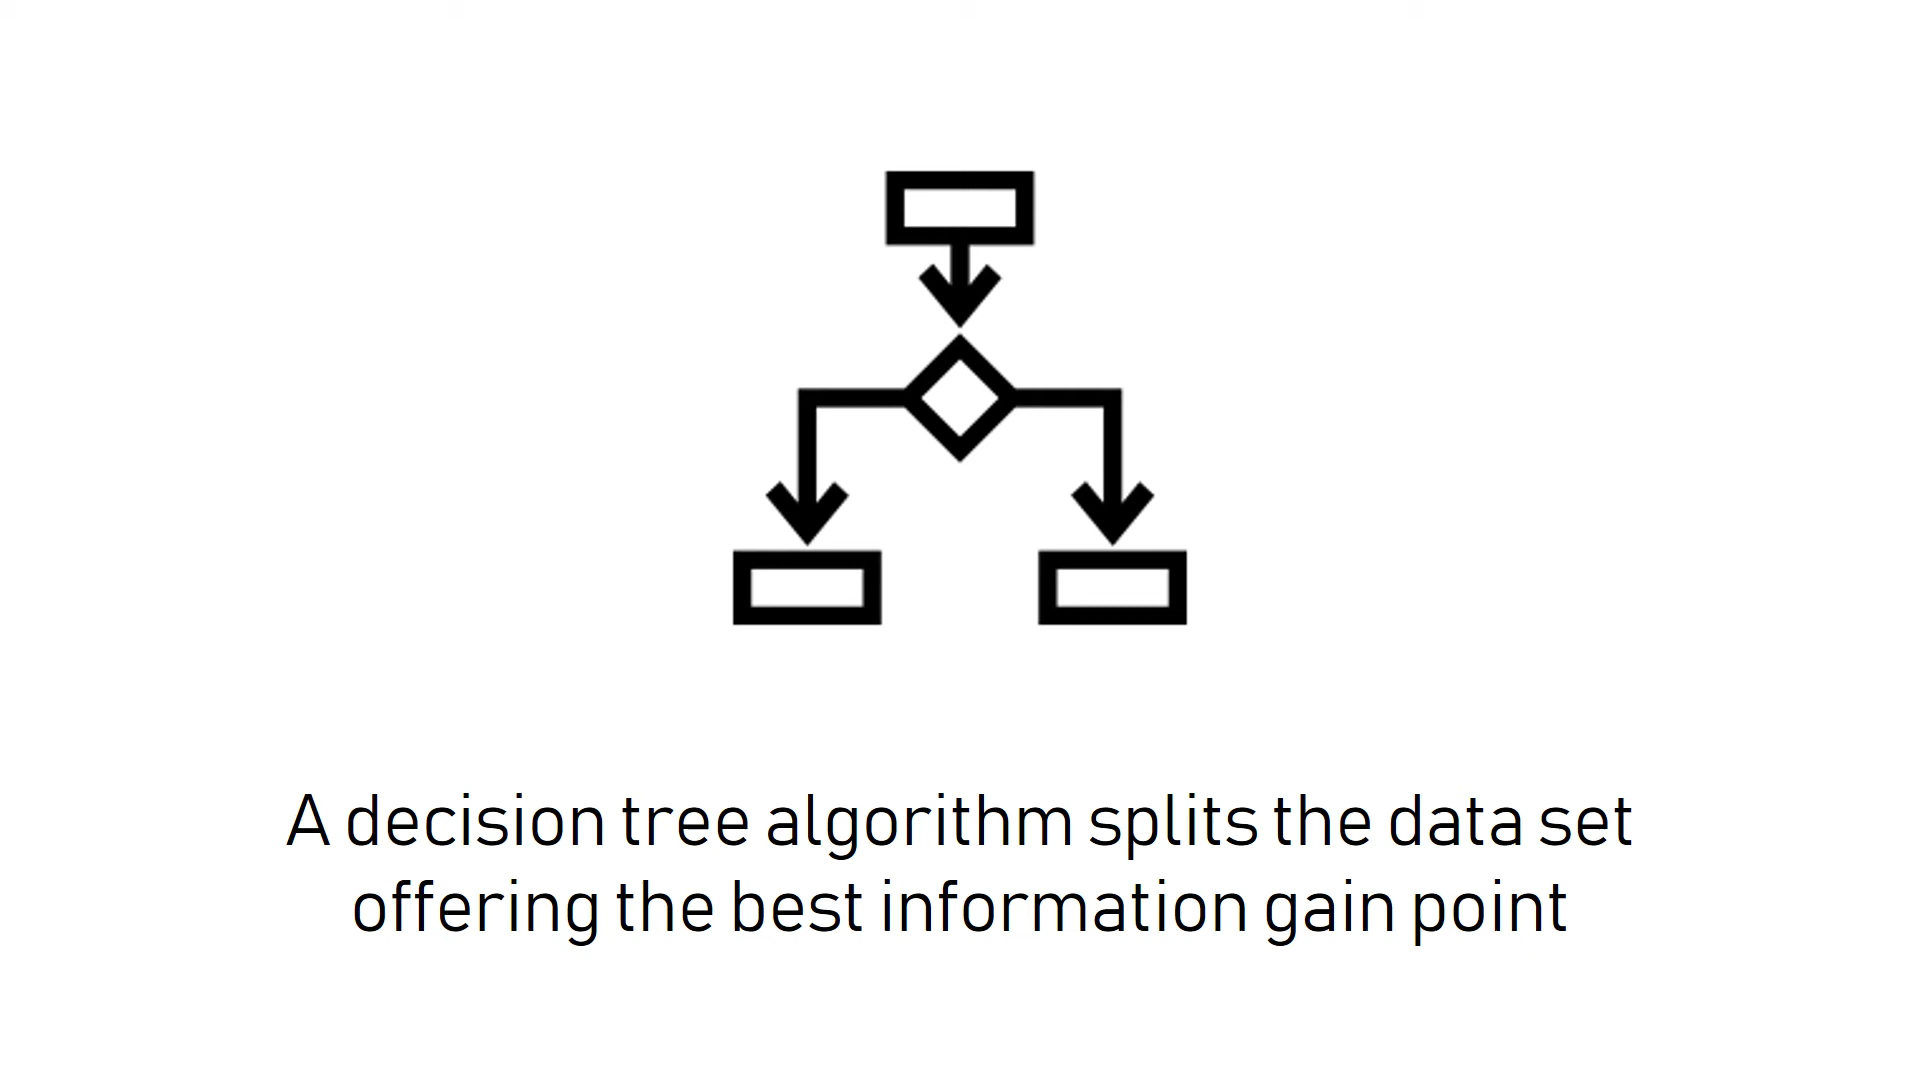 A decision tree algorithm splits the data set
offering the best information gain point